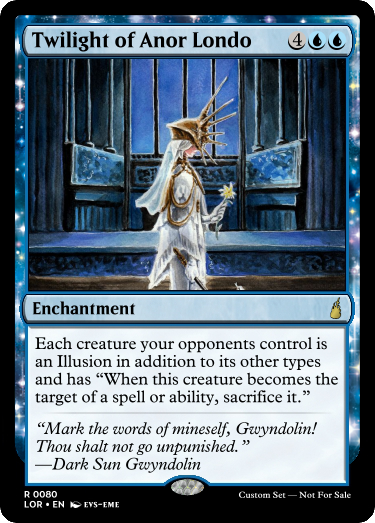 Twilight of Anor Londo 4
Enchantment
Each creature your opponents control is
an Illusion in addition to its other types
and has “When this creature becomes the
target of a spell or ability, sacrifice it.”
“Mark the words of mineself, Gwyndolin!
Thou shalt not go unpunished.”
—Dark Sun Gwyndolin
R 0080
LOR • EN EVS-EME
Custom Set — Not For Sale